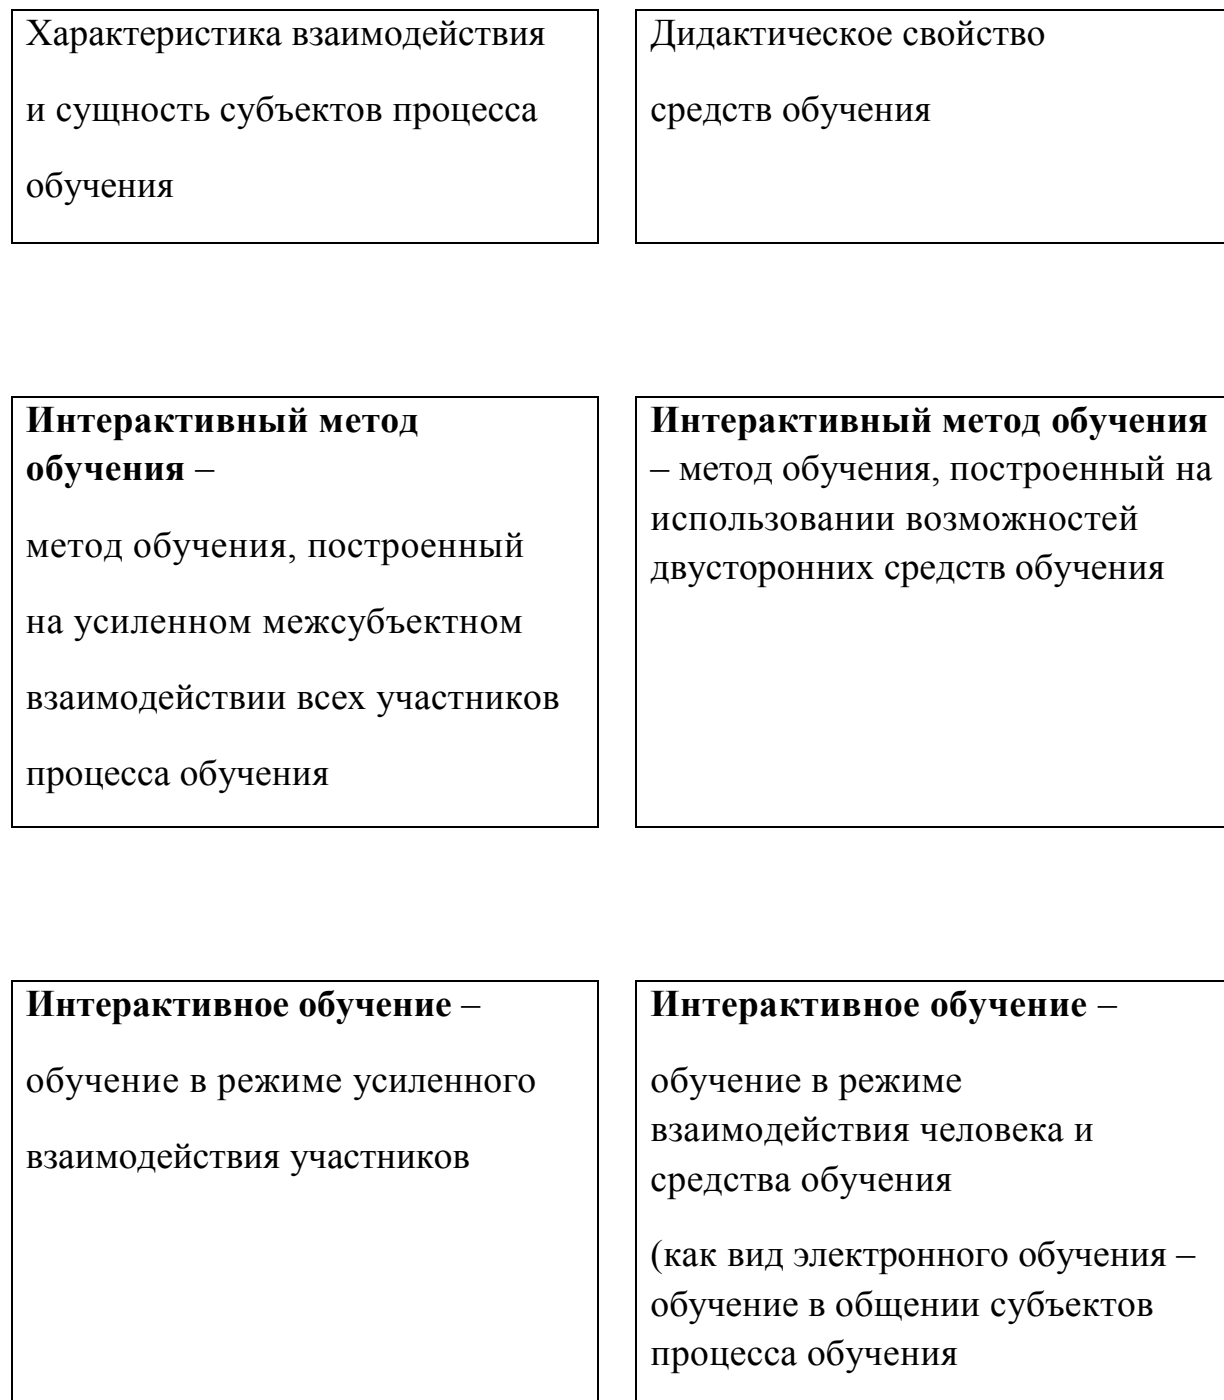 Характеристика взаимодействия
и сущность субъектов процесса
обучения
Дидактическое свойство
средств обучения
Интерактивный метод
обучения –
метод обучения, построенный
на усиленном межсубъектном
взаимодействии всех участников
процесса обучения
Интерактивный метод обучения
– метод обучения, построенный на
использовании возможностей
двусторонних средств обучения
Интерактивное обучение –
обучение в режиме усиленного
взаимодействия участников
Интерактивное обучение –
обучение в режиме
взаимодействия человека и
средства обучения
(как вид электронного обучения –
обучение в общении субъектов
процесса обучения